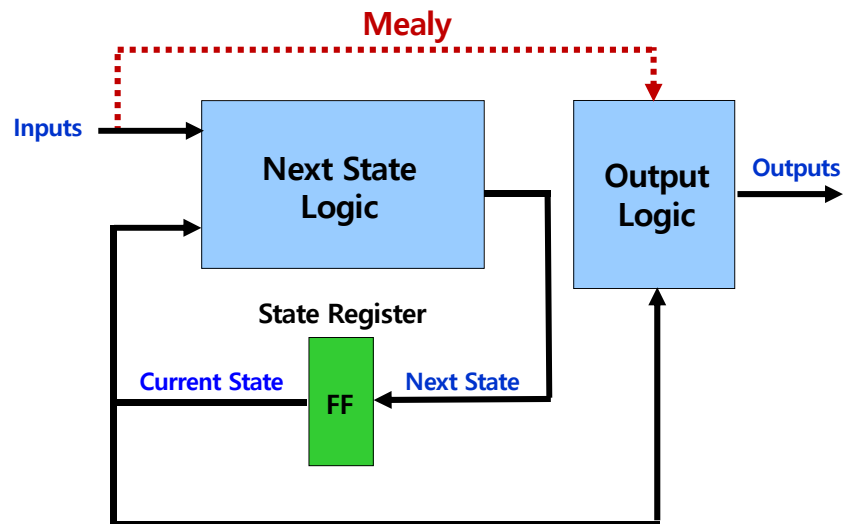 Mealy
Inputs
Next State
Logic
Output
Logic
Outputs
State Register
Current State
FF
Next State